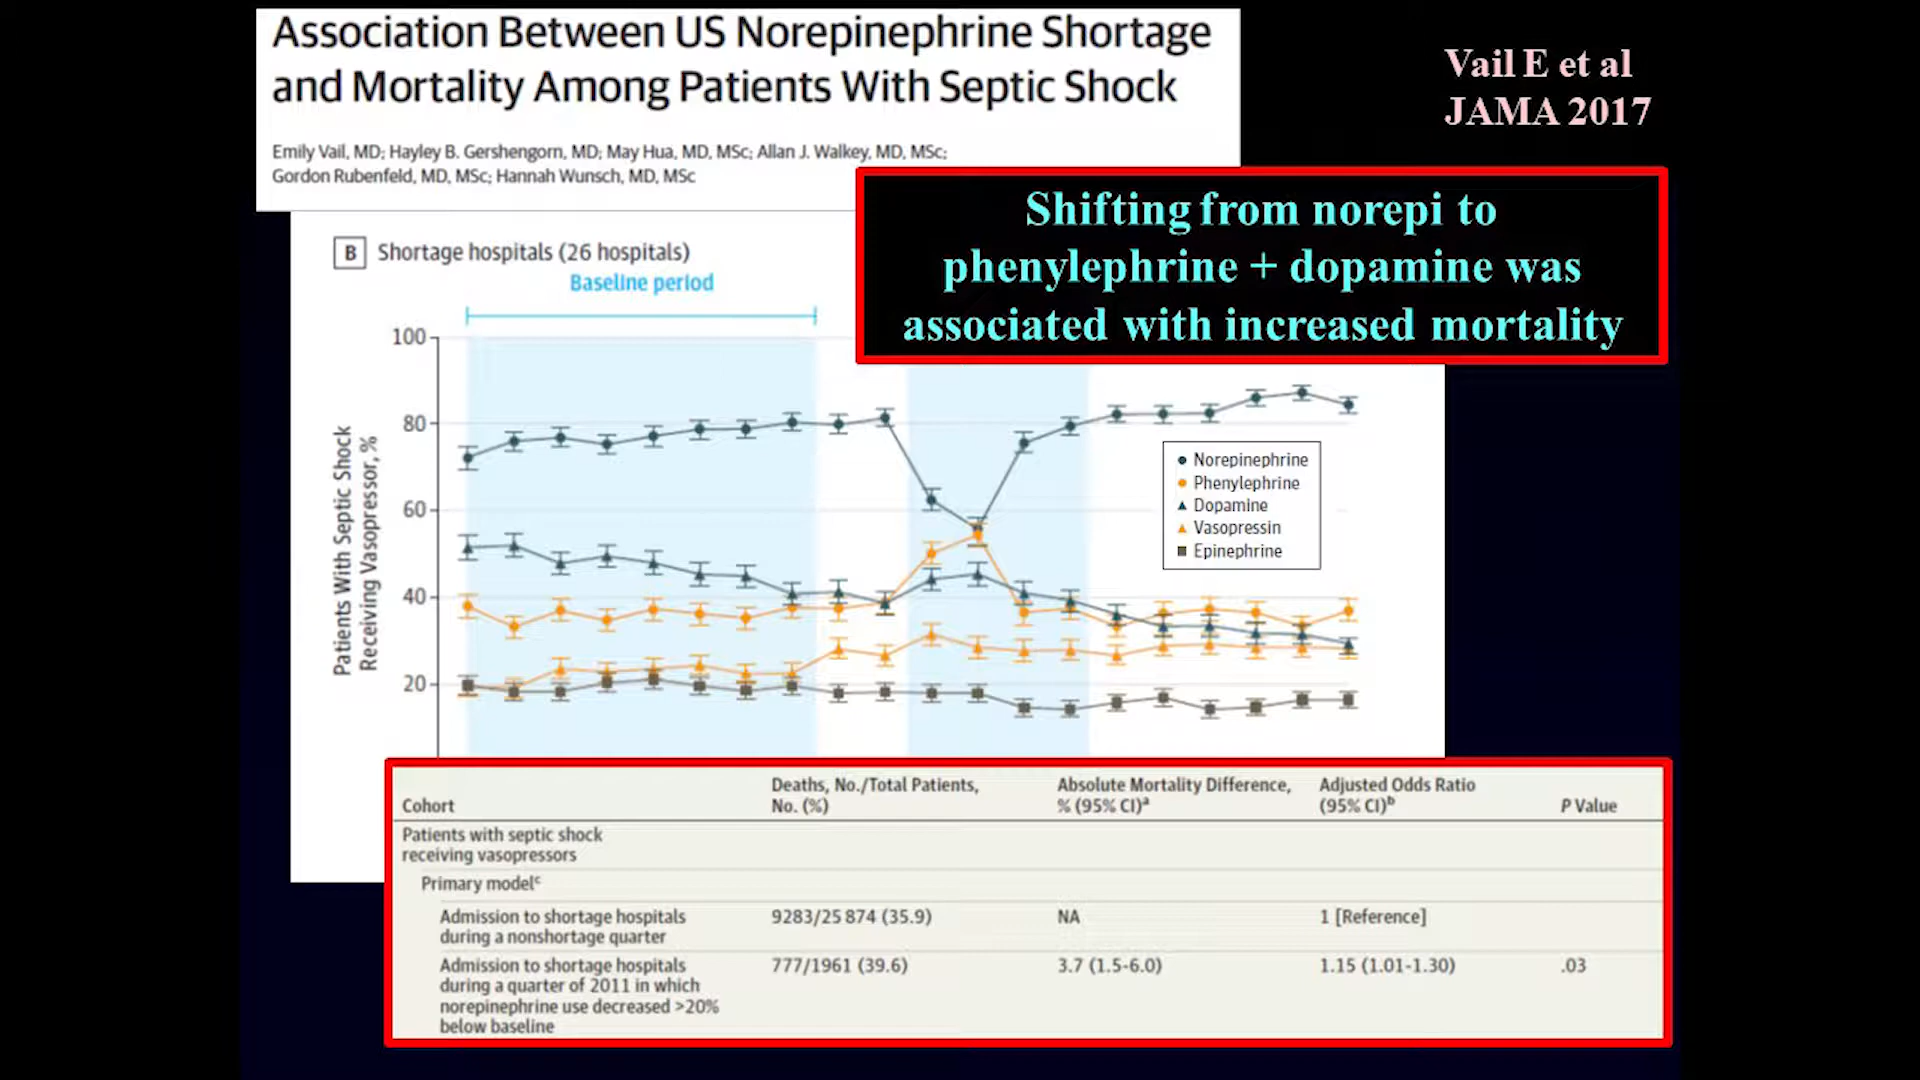 Association Between US Norepinephrine Shortage
and Mortality Among Patients With Septic Shock
Emily Vail, MD; Hayley B. Gershengorn, MD; May Hua, MD, MSc; Allan J. Walkey, MD, MSc;
Gordon Rubenfeld, MD, MSc; Hannah Wunsch, MD, MSc
Vail E et al
JAMA 2017
Shifting from norepi to
phenylephrine + dopamine was
associated with increased mortality
B Shortage hospitals (26 hospitals)
Baseline period
100
80
60
40
20
Patients With Septic Shock
Receiving Vasopressor, %
Norepinephrine
Phenylephrine
Dopamine
Vasopressin
Epinephrine
Cohort
Deaths, No./Total Patients,
No. (%)
Absolute Mortality Difference,
% (95% CI)ª
Adjusted Odds Ratio
(95% CI)ᵇ
P Value
Patients with septic shock
receiving vasopressors
Primary modelᶜ
Admission to shortage hospitals
during a nonshortage quarter
9283/25 874 (35.9)
NA
1 [Reference]
Admission to shortage hospitals
during a quarter of 2011 in which
norepinephrine use decreased >20%
below baseline
777/1961 (39.6)
3.7 (1.5-6.0)
1.15 (1.01-1.30)
.03